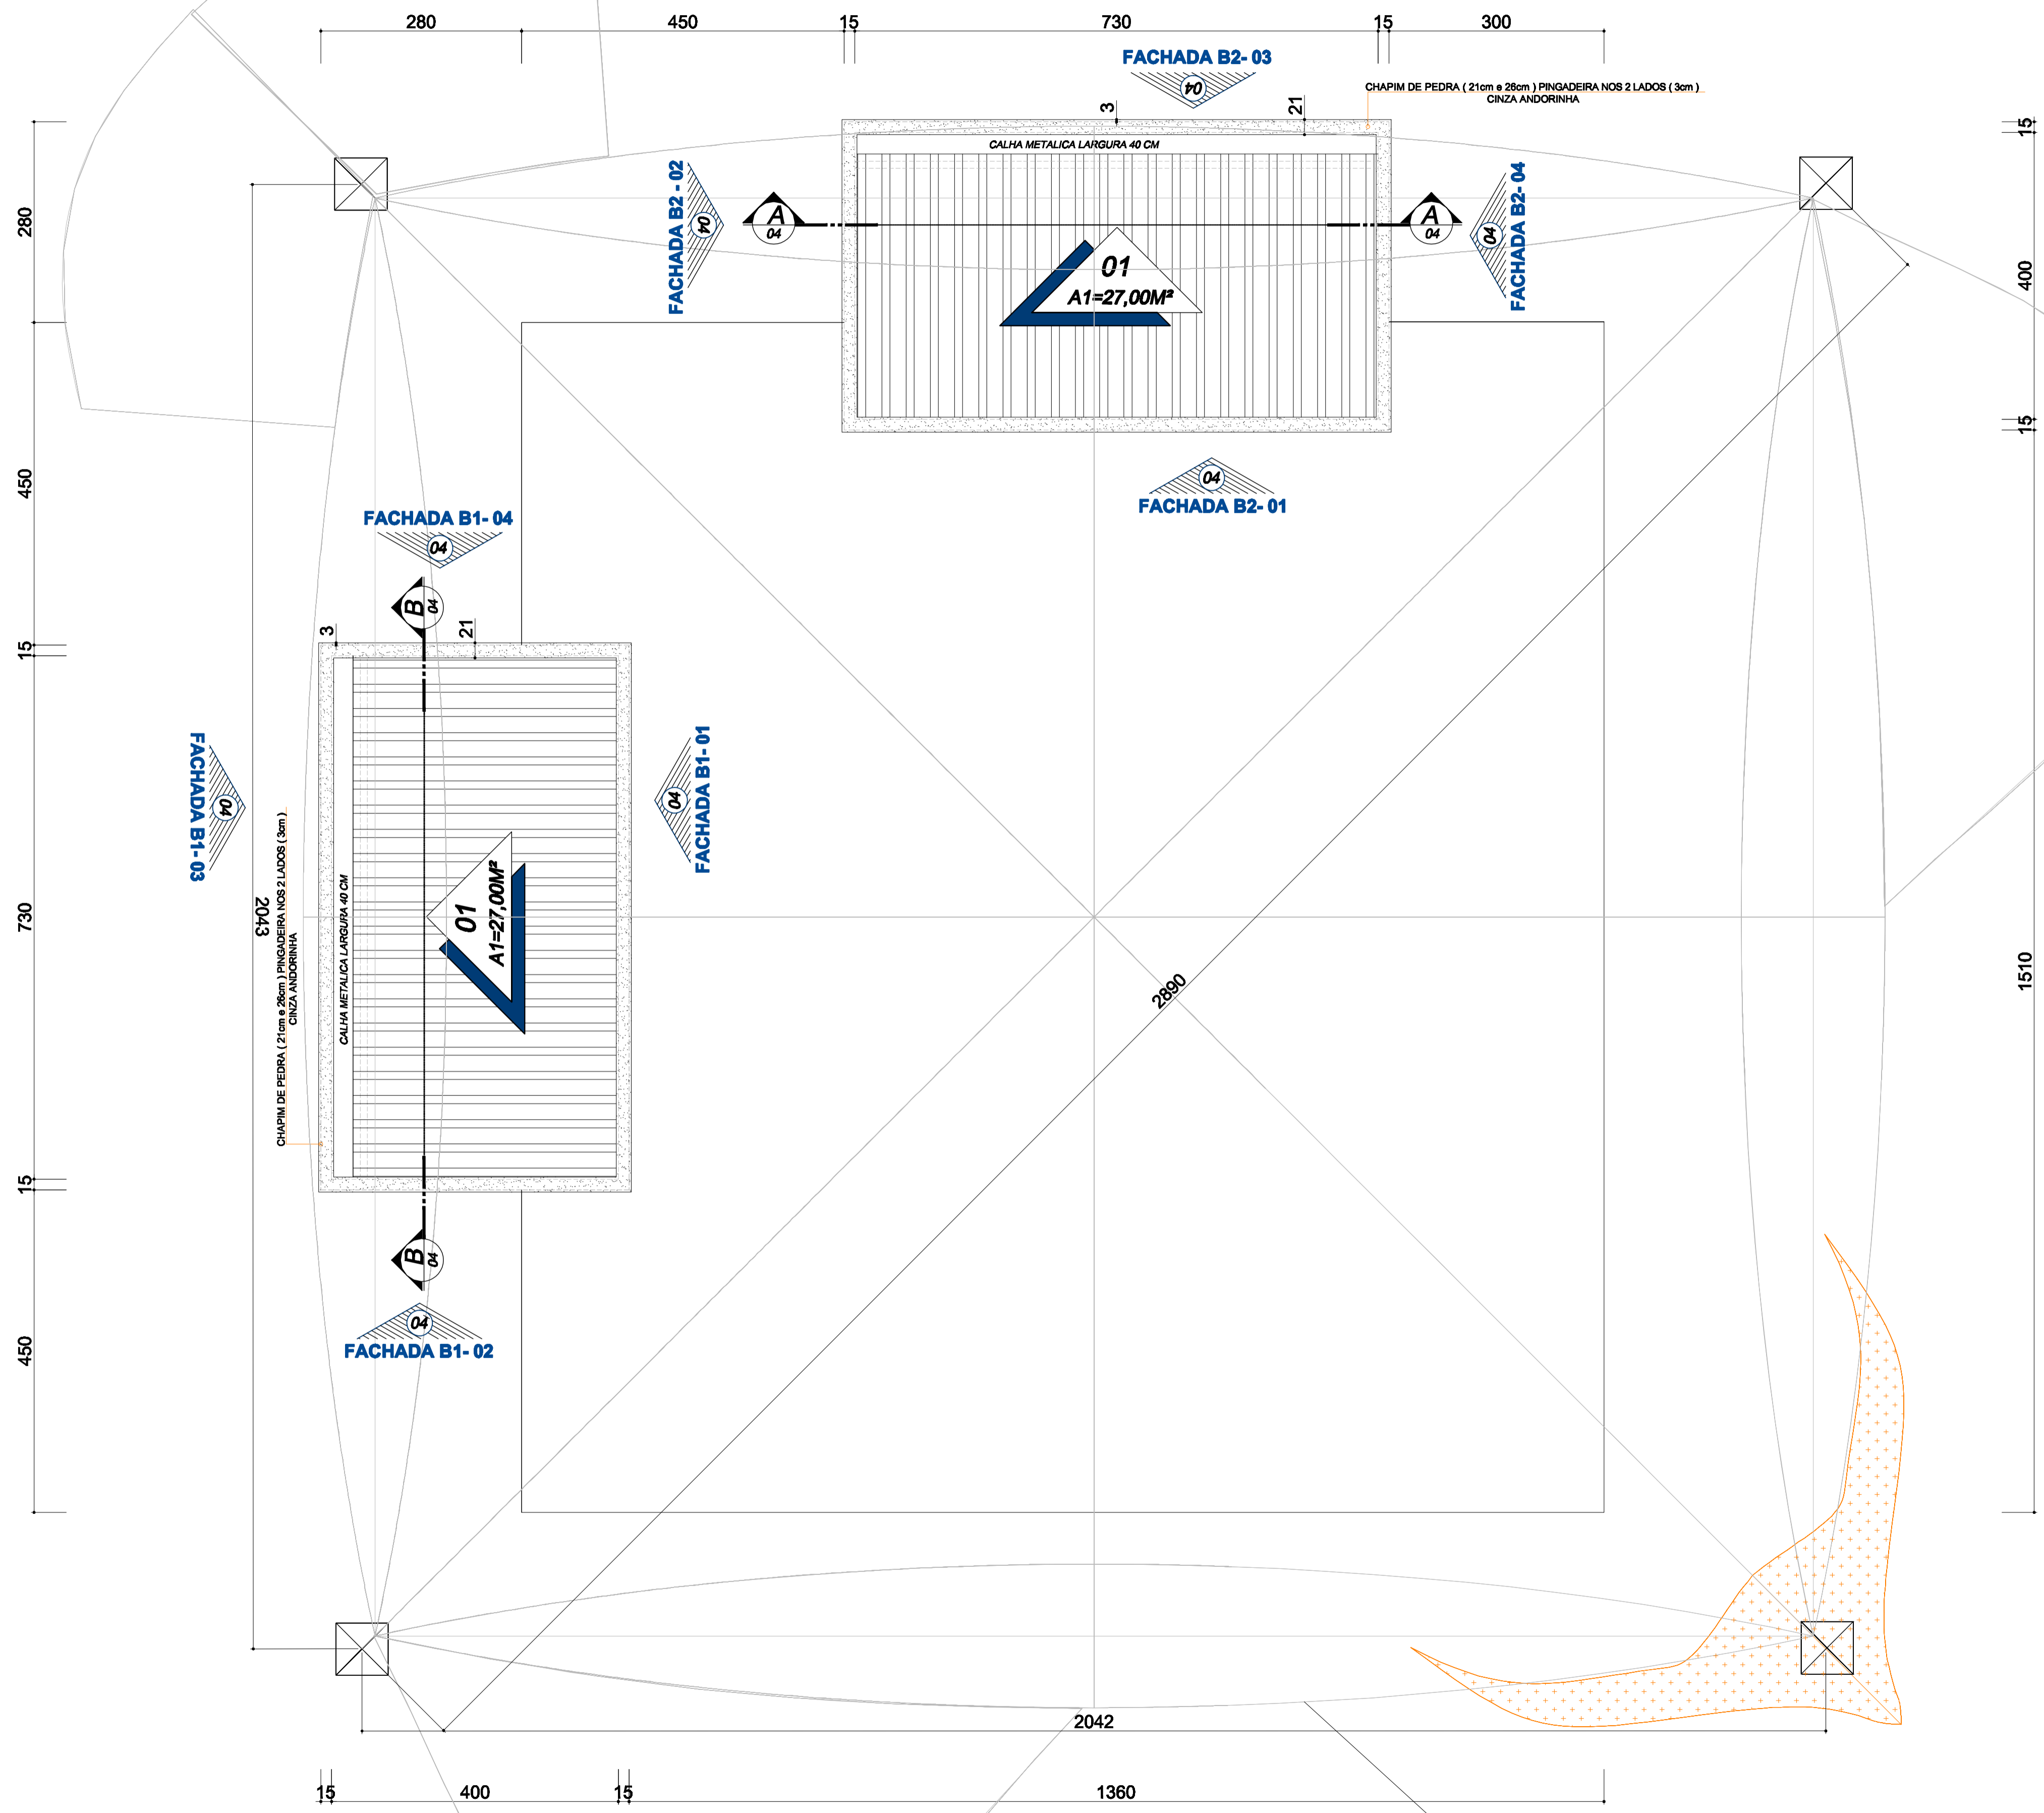 280
450
15
730
15
300
FACHADA B2- 03
04
CHAPIM DE PEDRA ( 21cm e 26cm ) PINGADEIRA NOS 2 LADOS ( 3cm )
CINZA ANDORINHA
3
21
CALHA METALICA LARGURA 40 CM
FACHADA B2 - 02
04
A
04
A
04
04
FACHADA B2- 04
01
A1=27,00M²
04
FACHADA B2- 01
15
400
15
1510
280
450
15
730
15
450
FACHADA B1- 04
04
B
04
3
21
FACHADA B1- 03
04
2043
CHAPIM DE PEDRA ( 21cm e 26cm ) PINGADEIRA NOS 2 LADOS ( 3cm )
CINZA ANDORINHA
CALHA METALICA LARGURA 40 CM
01
A1=27,00M²
04
FACHADA B1- 01
2890
B
04
04
FACHADA B1- 02
2042
15
400
15
1360